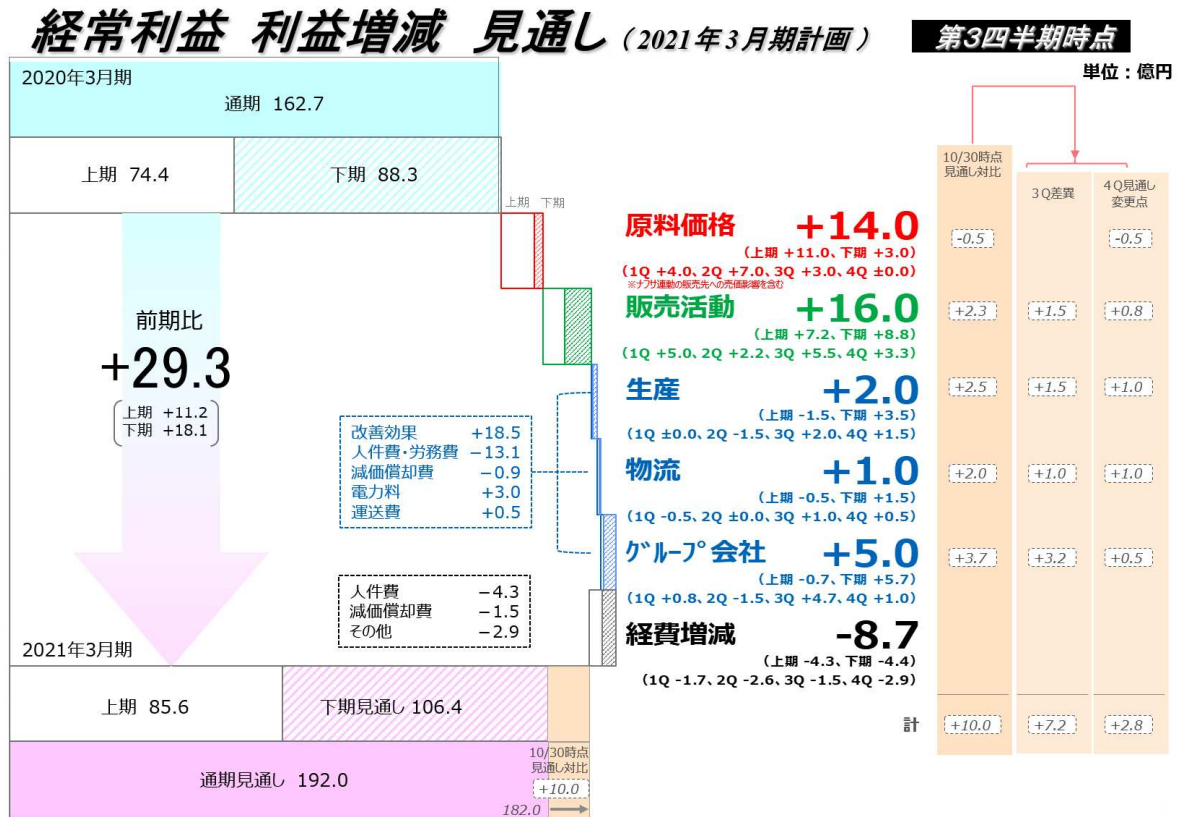 経常利益 利益増減 見通し（2021年3月期計画） 第3四半期時点
単位：億円
2020年3月期
通期 162.7
上期 74.4 下期 88.3
上期 下期
10/30時点
見通し対比
3Q差異
4Q見通し
変更点
原料価格 +14.0
（上期 +11.0、下期 +3.0）
（1Q +4.0、2Q +7.0、3Q +3.0、4Q ±0.0）
※ナフサ連動の販売先への売価影響を含む
-0.5 -0.5
販売活動 +16.0
（上期 +7.2、下期 +8.8）
（1Q +5.0、2Q +2.2、3Q +5.5、4Q +3.3）
+2.3 +1.5 +0.8
前期比
+29.3
上期 +11.2
下期 +18.1
生産 +2.0
（上期 -1.5、下期 +3.5）
（1Q ±0.0、2Q -1.5、3Q +2.0、4Q +1.5）
+2.5 +1.5 +1.0
改善効果 +18.5
人件費・労務費 −13.1
減価償却費 −0.9
電力料 +3.0
運送費 +0.5
物流 +1.0
（上期 -0.5、下期 +1.5）
（1Q -0.5、2Q ±0.0、3Q +1.0、4Q +0.5）
+2.0 +1.0 +1.0
ｸﾞﾙｰﾌﾟ会社 +5.0
（上期 -0.7、下期 +5.7）
（1Q +0.8、2Q -1.5、3Q +4.7、4Q +1.0）
+3.7 +3.2 +0.5
人件費 −4.3
減価償却費 −1.5
その他 −2.9
経費増減 -8.7
（上期 -4.3、下期 -4.4）
（1Q -1.7、2Q -2.6、3Q -1.5、4Q -2.9）
計 +10.0 +7.2 +2.8
2021年3月期
上期 85.6 下期見通し 106.4
通期見通し 192.0
10/30時点
見通し対比
+10.0
182.0